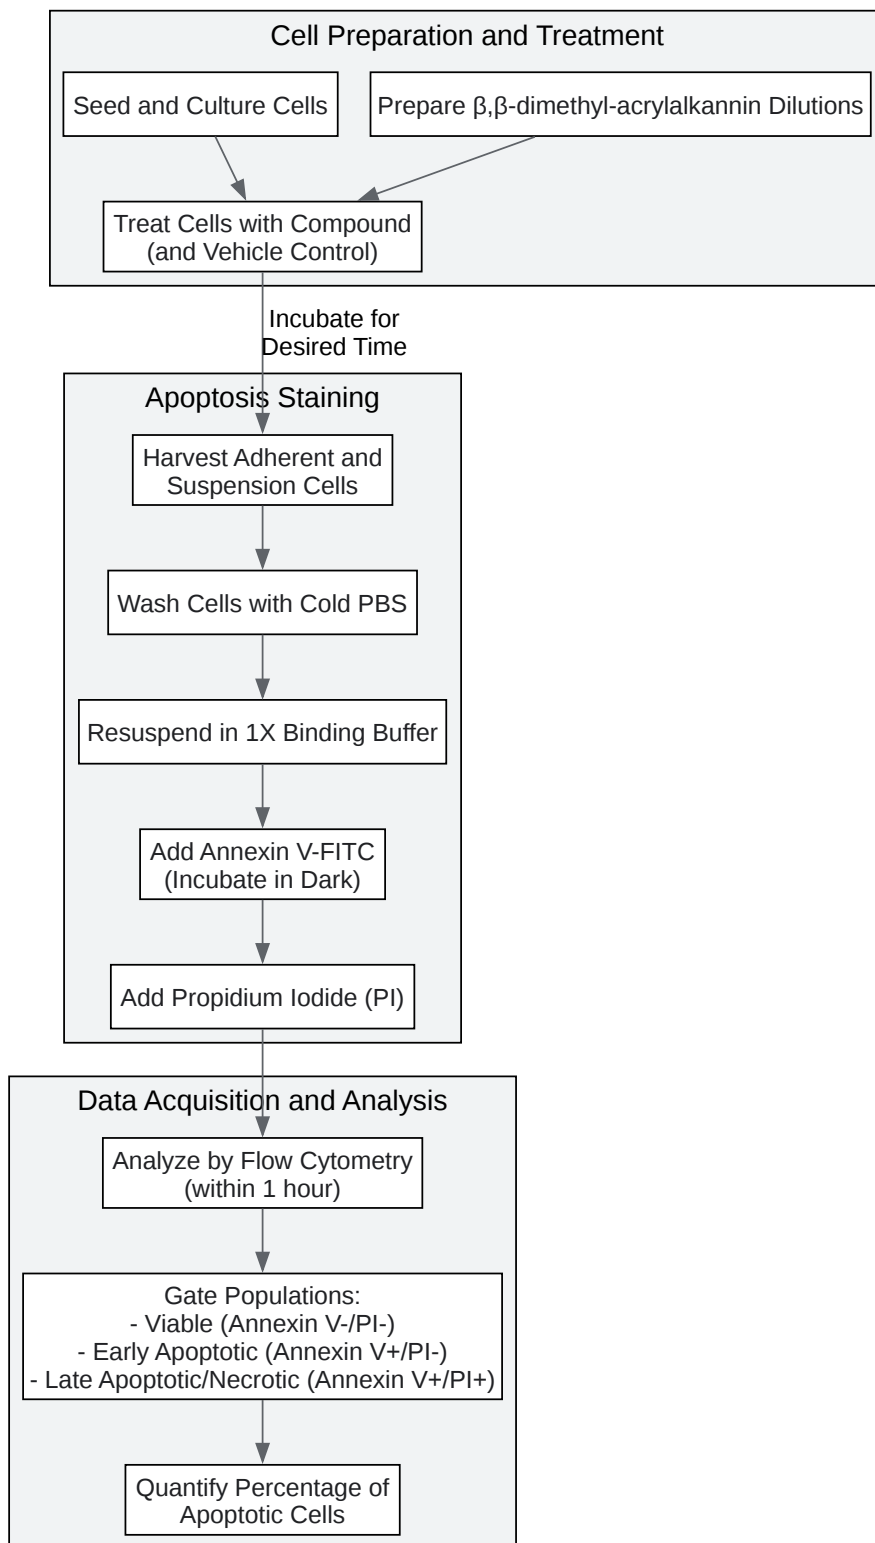 Cell Preparation and Treatment
Seed and Culture Cells
Prepare β,β-dimethyl-acrylalkannin Dilutions
Treat Cells with Compound
(and Vehicle Control)
Incubate for
Desired Time
Apoptosis Staining
Harvest Adherent and
Suspension Cells
Wash Cells with Cold PBS
Resuspend in 1X Binding Buffer
Add Annexin V-FITC
(Incubate in Dark)
Add Propidium Iodide (PI)
Data Acquisition and Analysis
Analyze by Flow Cytometry
(within 1 hour)
Gate Populations:
- Viable (Annexin V-/PI-)
- Early Apoptotic (Annexin V+/PI-)
- Late Apoptotic/Necrotic (Annexin V+/PI+)
Quantify Percentage of
Apoptotic Cells